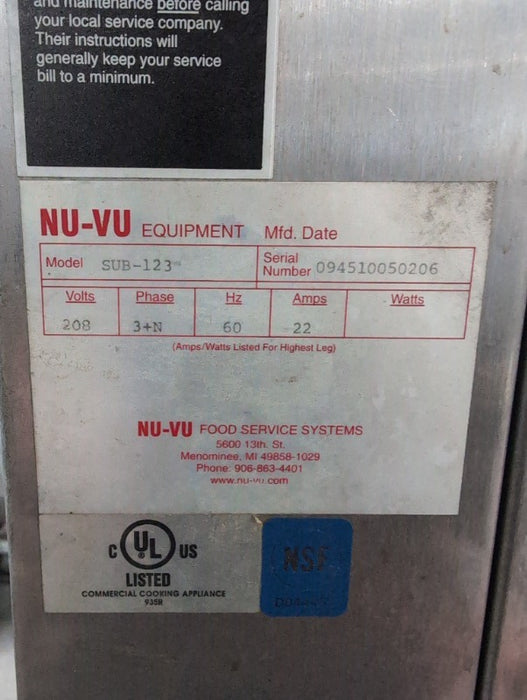 and maintenance before calling
your local service company.
Their instructions will
generally keep your service
bill to a minimum.
NU-VU EQUIPMENT Mfd. Date
Model SUB-123 Serial Number 094510050206
Volts Phase Hz Amps Watts
208 3+N 60 22
(Amps/Watts Listed For Highest Leg)
NU-VU FOOD SERVICE SYSTEMS
5600 13th. St.
Menominee, MI 49858-1029
Phone: 906-863-4401
www.nu-vu.com
C UL US
LISTED
COMMERCIAL COOKING APPLIANCE
935R
NSF